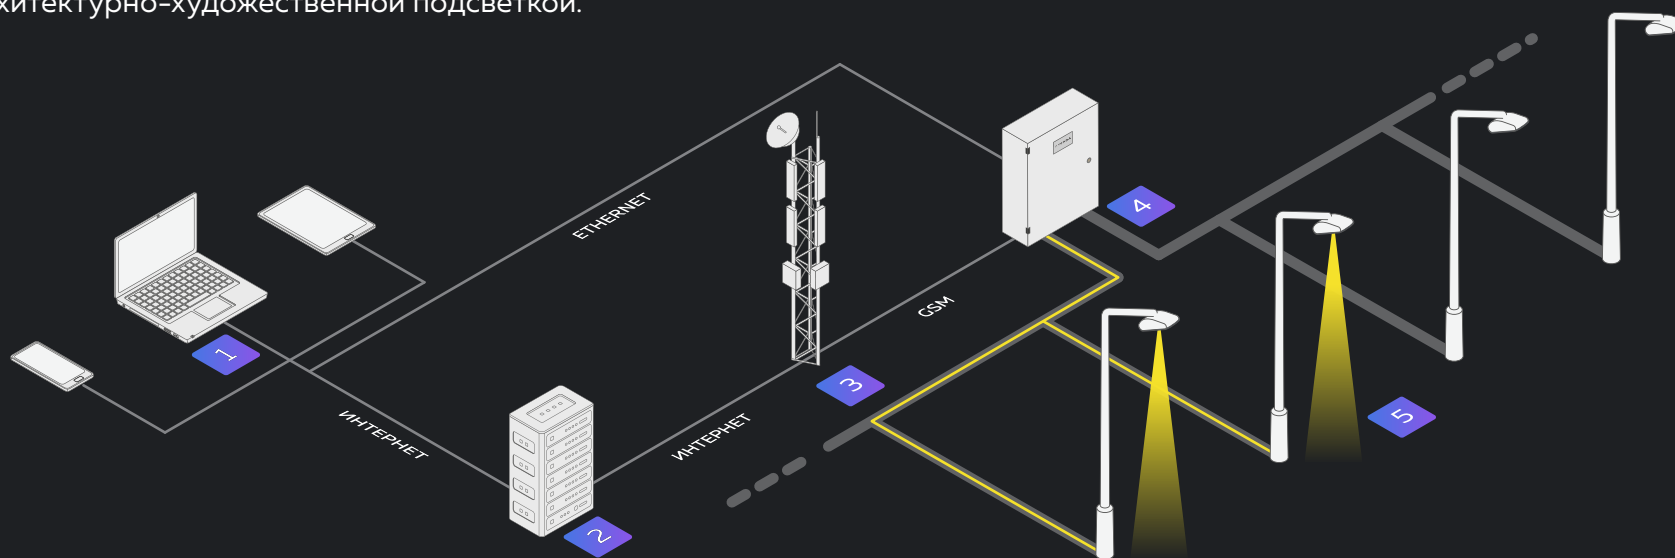 хитектурно-художественной подсветкой.
ETHERNET
GSM
ИНТЕРНЕТ
ИНТЕРНЕТ
1
2
3
4
5